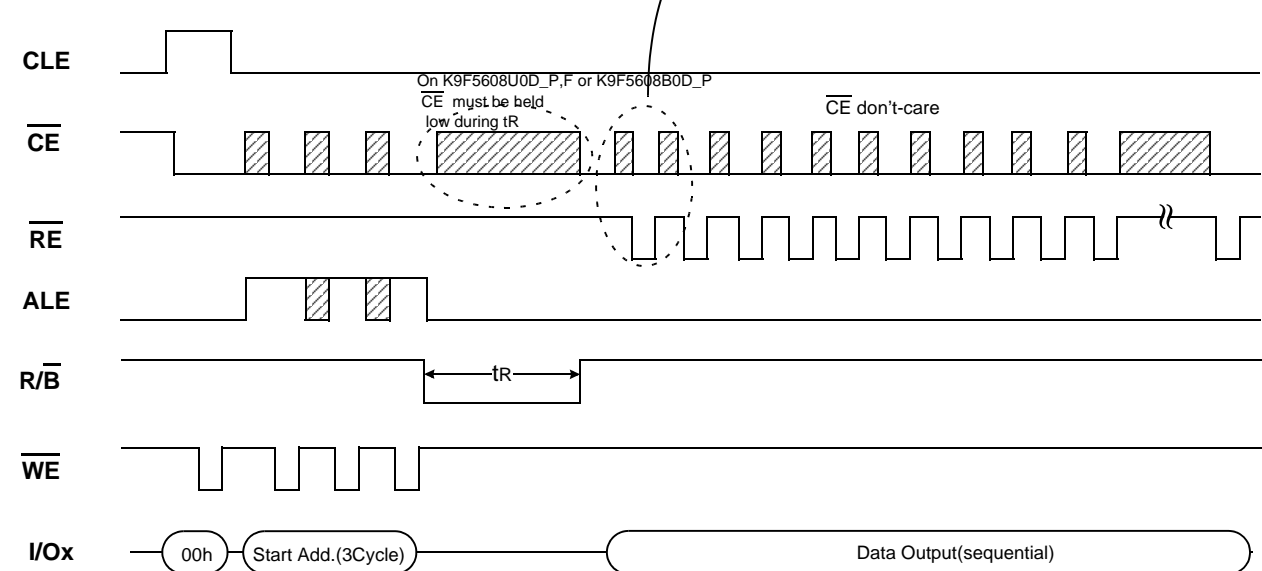 CLE
On K9F5608U0D_P,F or K9F5608B0D_P
CE must be held
low during tR
CE don't-care
CE
RE
ALE
R/B
tR
WE
I/Ox
00h
Start Add.(3Cycle)
Data Output(sequential)